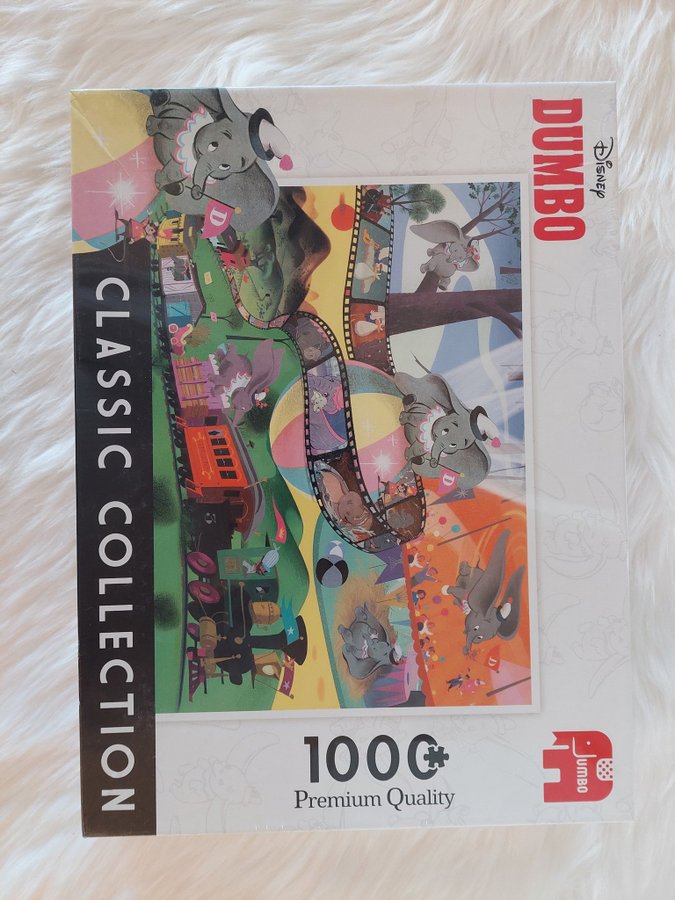 Disney
DUMBO
D
D
D
CLASSIC COLLECTION
1000
Premium Quality
JUMBO